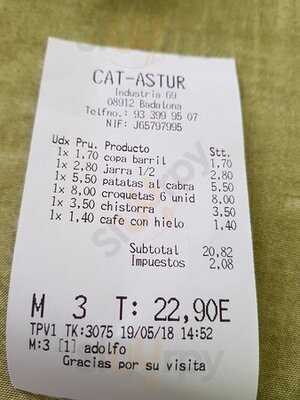 CAT-ASTUR
Industria 69
08912 Badalona
Telfno.: 93 399 95 07
NIF: J65797995
Udx Pru. Producto Stt.
1x 1,70 copa barril 1,70
1x 2,80 jarra 1/2 2,80
1x 5,50 patatas al cabra 5,50
1x 8,00 croquetas 6 unid 8,00
1x 3,50 chistorra 3,50
1x 1,40 cafe con hielo 1,40
Subtotal 20,82
Impuestos 2,08
M 3 T: 22,90E
TPV1 TK:3075 19/05/18 14:52
M:3 [1] adolfo
Gracias por su visita